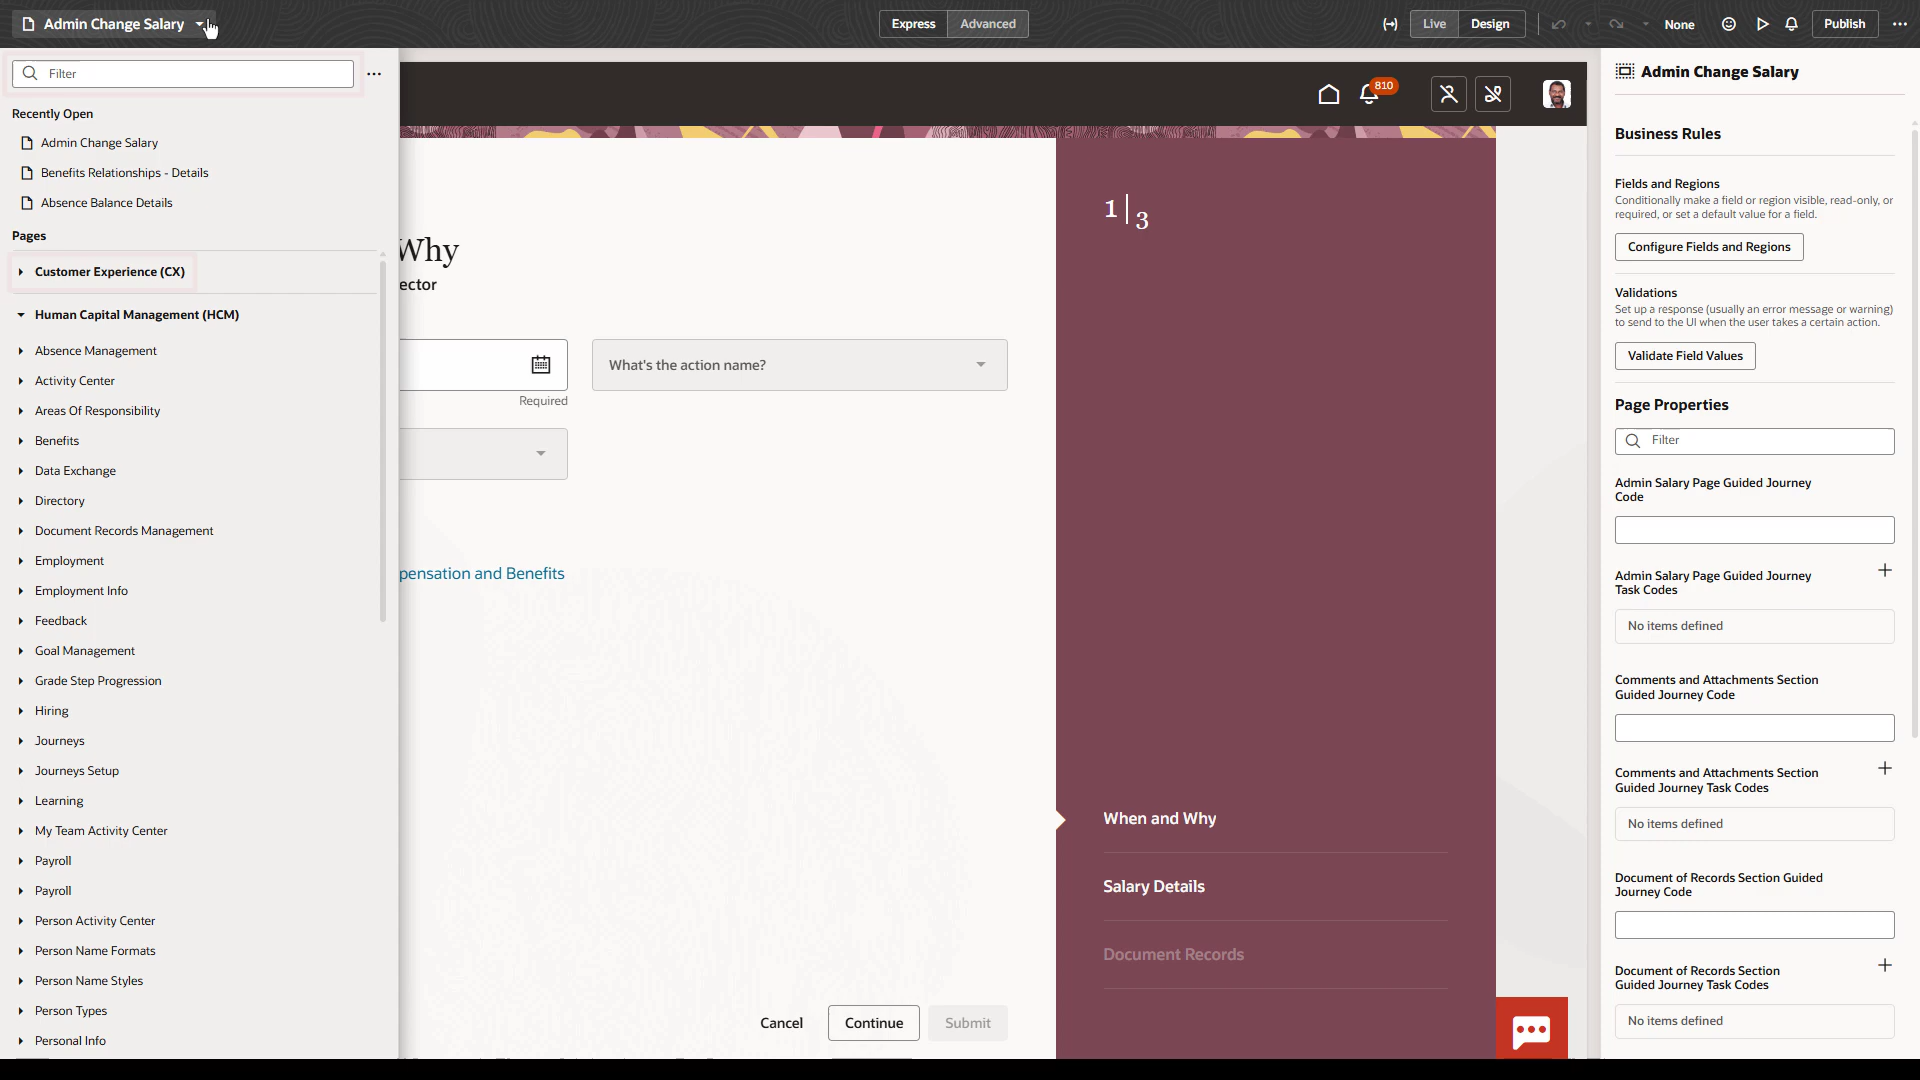 Admin Change Salary
Express
Advanced
Live
Design
None
Publish
Filter
Recently Open
Admin Change Salary
Benefits Relationships - Details
Absence Balance Details
Pages
Customer Experience (CX)
Human Capital Management (HCM)
Absence Management
Activity Center
Areas Of Responsibility
Benefits
Data Exchange
Directory
Document Records Management
Employment
Employment Info
Feedback
Goal Management
Grade Step Progression
Hiring
Journeys
Journeys Setup
Learning
My Team Activity Center
Payroll
Payroll
Person Activity Center
Person Name Formats
Person Name Styles
Person Types
Personal Info
810
Why
ector
What's the action name?
Required
pensation and Benefits
Cancel
Continue
Submit
1 | 3
When and Why
Salary Details
Document Records
Admin Change Salary
Business Rules
Fields and Regions
Conditionally make a field or region visible, read-only, or
required, or set a default value for a field.
Configure Fields and Regions
Validations
Set up a response (usually an error message or warning)
to send to the UI when the user takes a certain action.
Validate Field Values
Page Properties
Filter
Admin Salary Page Guided Journey
Code
Admin Salary Page Guided Journey
Task Codes
No items defined
Comments and Attachments Section
Guided Journey Code
Comments and Attachments Section
Guided Journey Task Codes
No items defined
Document of Records Section Guided
Journey Code
Document of Records Section
Guided Journey Task Codes
No items defined